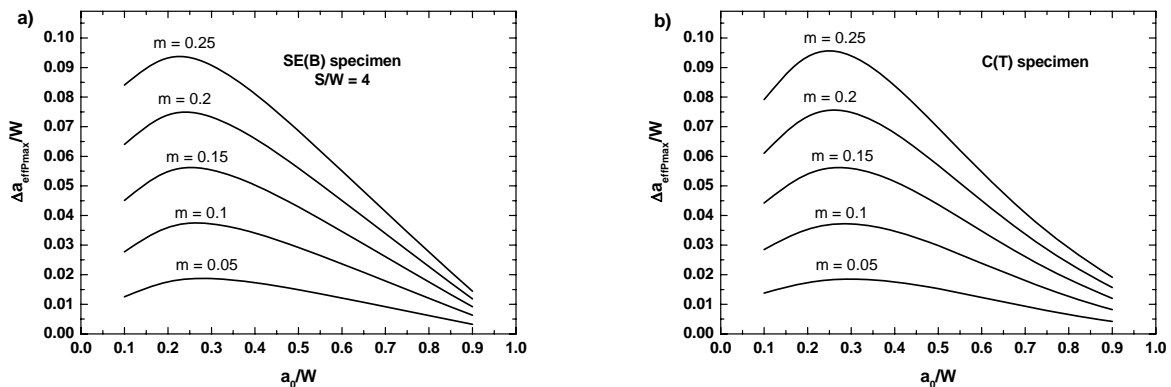 a)
SE(B) specimen
S/W = 4
m = 0.25
m = 0.2
m = 0.15
m = 0.1
m = 0.05
0.10
0.09
0.08
0.07
0.06
0.05
0.04
0.03
0.02
0.01
0.00
ΔaeffPmax/W
0.0 0.1 0.2 0.3 0.4 0.5 0.6 0.7 0.8 0.9 1.0
a0/W
b)
C(T) specimen
m = 0.25
m = 0.2
m = 0.15
m = 0.1
m = 0.05
0.10
0.09
0.08
0.07
0.06
0.05
0.04
0.03
0.02
0.01
0.00
ΔaeffPmax/W
0.0 0.1 0.2 0.3 0.4 0.5 0.6 0.7 0.8 0.9 1.0
a0/W